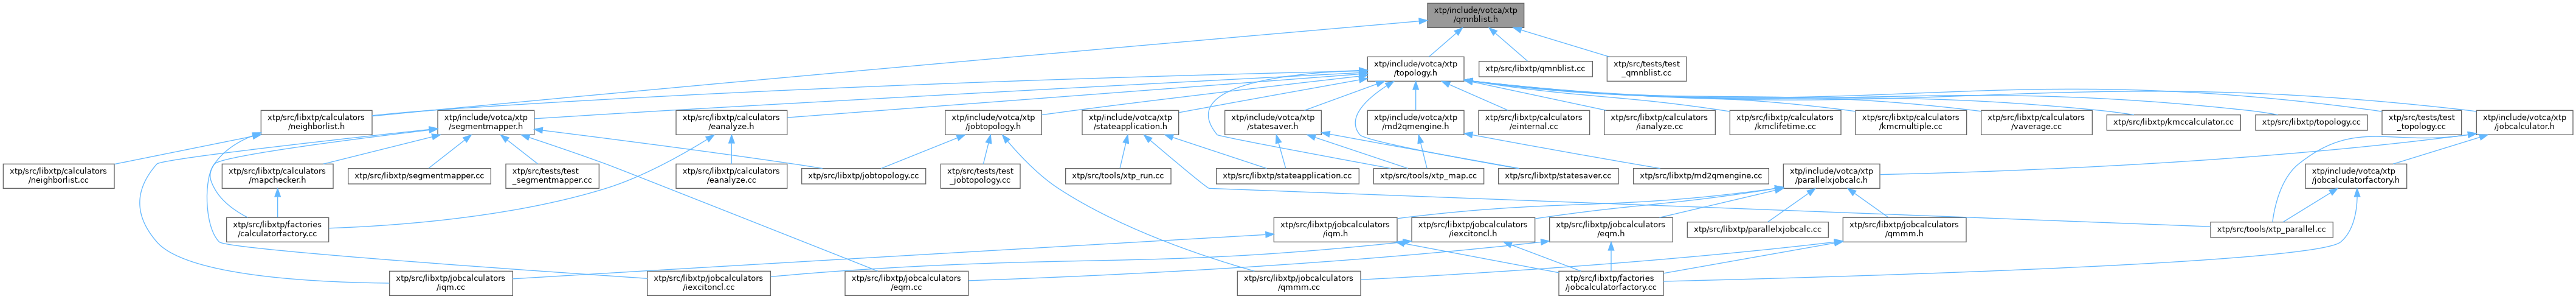 xtp/include/votca/xtp
/qmnblist.h
xtp/include/votca/xtp
/topology.h
xtp/src/libxtp/qmnblist.cc
xtp/src/tests/test
_qmnblist.cc
xtp/src/libxtp/calculators
/neighborlist.h
xtp/include/votca/xtp
/segmentmapper.h
xtp/src/libxtp/calculators
/eanalyze.h
xtp/include/votca/xtp
/jobtopology.h
xtp/include/votca/xtp
/stateapplication.h
xtp/include/votca/xtp
/statesaver.h
xtp/include/votca/xtp
/md2qmengine.h
xtp/src/libxtp/calculators
/einternal.cc
xtp/src/libxtp/calculators
/ianalyze.cc
xtp/src/libxtp/calculators
/kmclifetime.cc
xtp/src/libxtp/calculators
/kmcmultiple.cc
xtp/src/libxtp/calculators
/vaverage.cc
xtp/src/libxtp/kmccalculator.cc
xtp/src/libxtp/topology.cc
xtp/src/tests/test
_topology.cc
xtp/include/votca/xtp
/jobcalculator.h
xtp/src/libxtp/calculators
/neighborlist.cc
xtp/src/libxtp/calculators
/mapchecker.h
xtp/src/libxtp/segmentmapper.cc
xtp/src/tests/test
_segmentmapper.cc
xtp/src/libxtp/calculators
/eanalyze.cc
xtp/src/libxtp/jobtopology.cc
xtp/src/tests/test
_jobtopology.cc
xtp/src/tools/xtp_run.cc
xtp/src/libxtp/stateapplication.cc
xtp/src/tools/xtp_map.cc
xtp/src/libxtp/statesaver.cc
xtp/src/libxtp/md2qmengine.cc
xtp/include/votca/xtp
/parallelxjobcalc.h
xtp/include/votca/xtp
/jobcalculatorfactory.h
xtp/src/libxtp/factories
/calculatorfactory.cc
xtp/src/libxtp/jobcalculators
/iqm.h
xtp/src/libxtp/jobcalculators
/iexcitoncl.h
xtp/src/libxtp/jobcalculators
/eqm.h
xtp/src/libxtp/parallelxjobcalc.cc
xtp/src/libxtp/jobcalculators
/qmmm.h
xtp/src/tools/xtp_parallel.cc
xtp/src/libxtp/jobcalculators
/iqm.cc
xtp/src/libxtp/jobcalculators
/iexcitoncl.cc
xtp/src/libxtp/jobcalculators
/eqm.cc
xtp/src/libxtp/jobcalculators
/qmmm.cc
xtp/src/libxtp/factories
/jobcalculatorfactory.cc